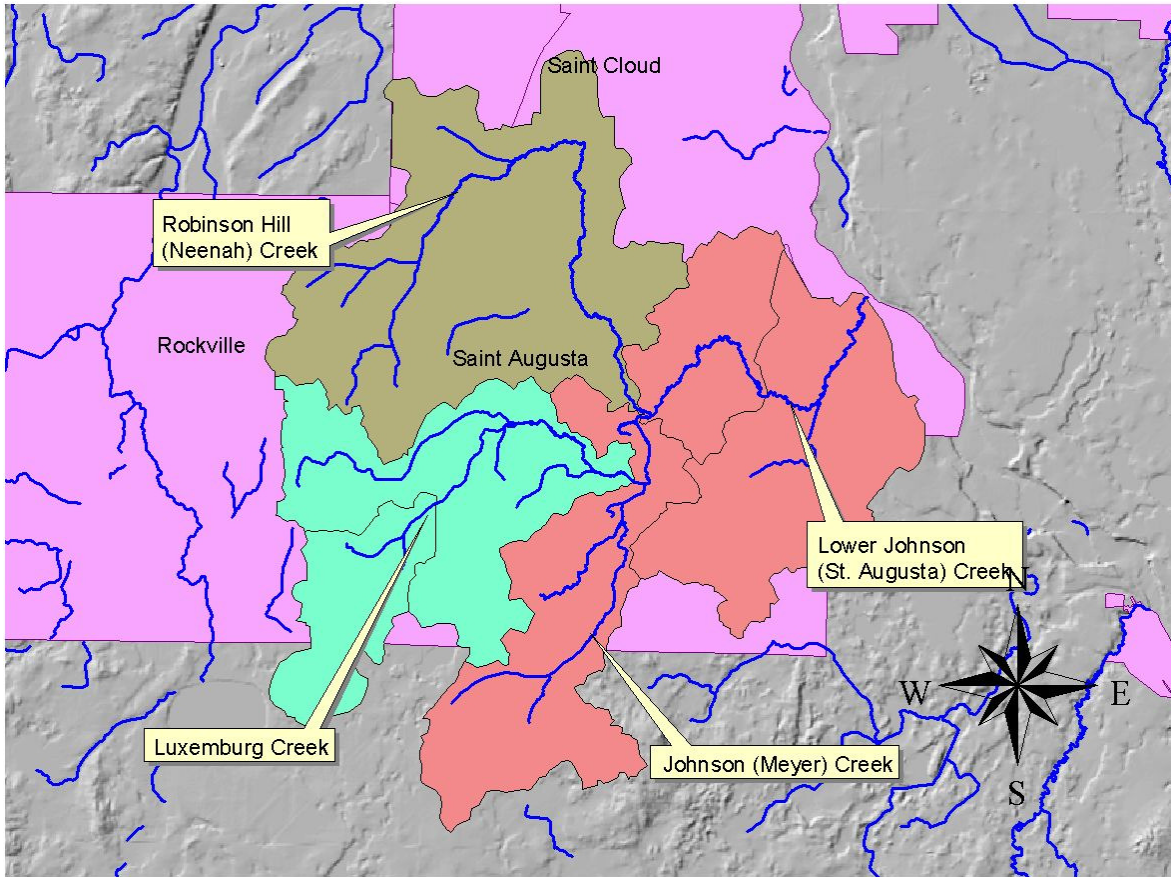 Saint Cloud
Robinson Hill
(Neenah) Creek
Rockville
Saint Augusta
Lower Johnson
(St. Augusta) Creek
N
W
E
S
Luxemburg Creek
Johnson (Meyer) Creek